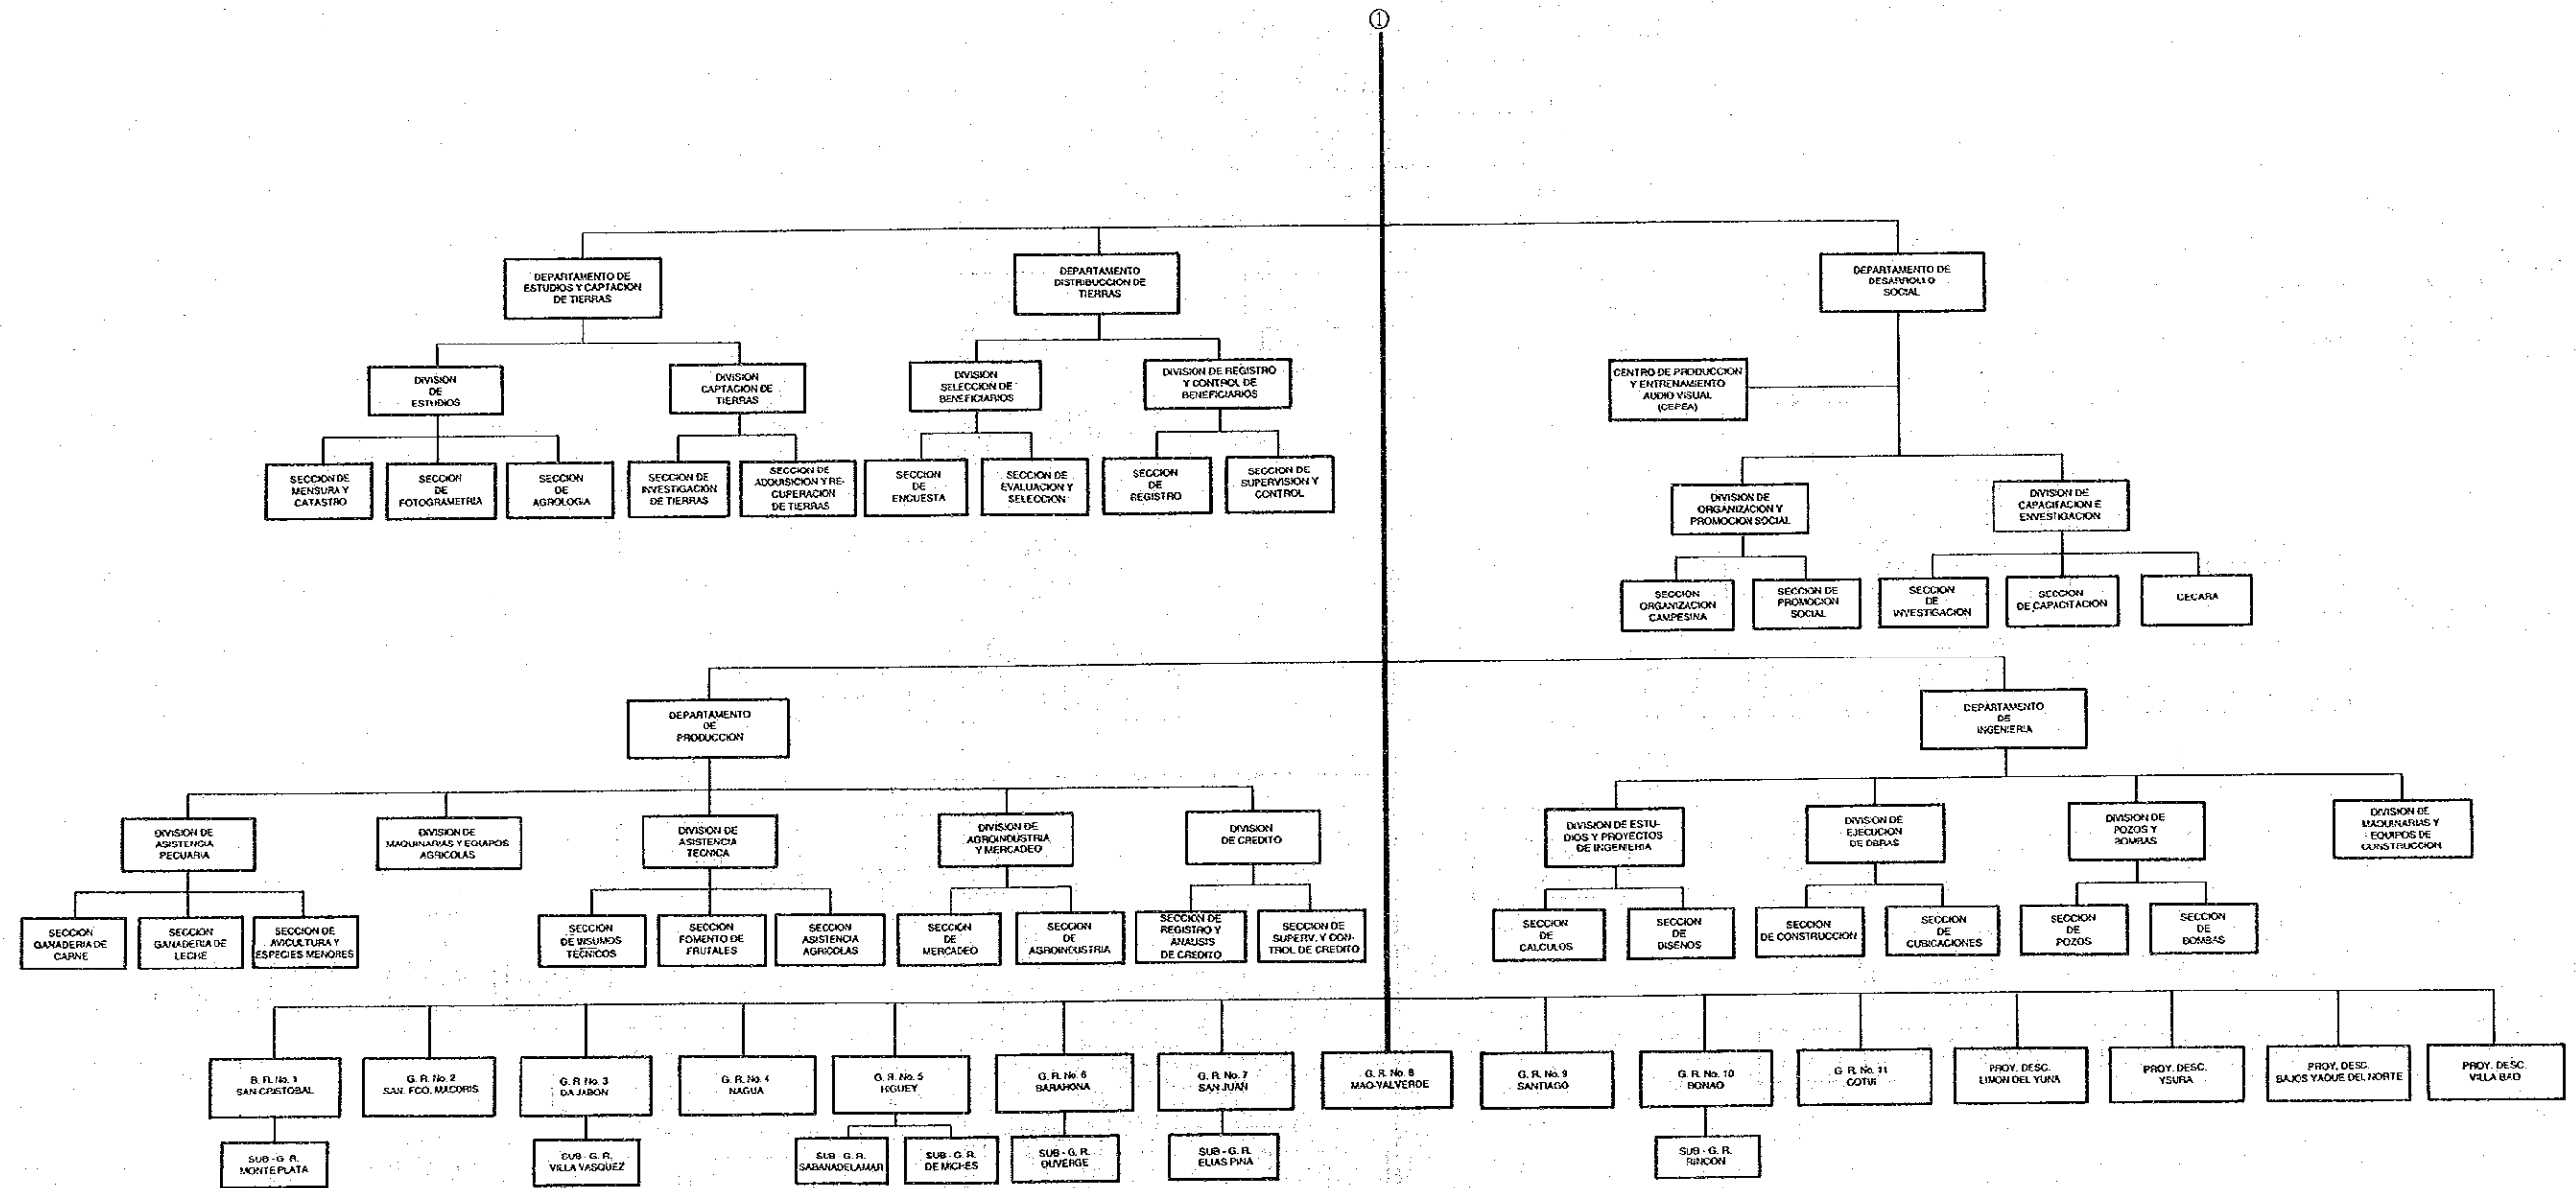 ①
DEPARTAMENTO DE
ESTUDIOS Y CAPTACION
DE TIERRAS
DEPARTAMENTO
DISTRIBUCCION DE
TIERRAS
DEPARTAMENTO DE
DESARROLLO
SOCIAL
DIVISION
DE
ESTUDIOS
DIVISION
CAPTACION DE
TIERRAS
DIVISION
SELECCION DE
BENEFICIARIOS
DIVISION DE REGISTRO
Y CONTROL DE
BENEFICIARIOS
CENTRO DE PRODUCCION
Y ENTRENAMIENTO
AUDIO VISUAL
(CEPEA)
SECCION DE
MENSURA Y
CATASTRO
SECCION
DE
FOTOGRAMETRIA
SECCION
DE
AGROLOGIA
SECCION DE
INVESTIGACION
DE TIERRAS
SECCION DE
ADQUISICION Y RE-
CUPERACION
DE TIERRAS
SECCION
DE
ENCUESTA
SECCION DE
EVALUACION Y
SELECCION
SECCION
DE
REGISTRO
SECCION DE
SUPERVISION Y
CONTROL
DIVISION DE
ORGANIZACION Y
PROMOCION SOCIAL
DIVISION DE
CAPACITACION E
ENVESTIGACION
SECCION
ORGANIZACION
CAMPESINA
SECCION DE
PROMOCION
SOCIAL
SECCION
DE
INVESTIGACION
SECCION
DE CAPACITACION
CECARA
DEPARTAMENTO
DE
PRODUCCION
DEPARTAMENTO
DE
INGENIERIA
DIVISION DE
ASISTENCIA
PECUARIA
DIVISION DE
MAQUINARIAS Y EQUIPOS
AGRICOLAS
DIVISION DE
ASISTENCIA
TECNICA
DIVISION DE
AGROINDUSTRIA
Y MERCADEO
DIVISION
DE CREDITO
DIVISION DE ESTU-
DIOS Y PROYECTOS
DE INGENIERIA
DIVISION DE
EJECUCION
DE OBRAS
DIVISION DE
POZOS Y
BOMBAS
DIVISION DE
MAQUINARIAS Y
EQUIPOS DE
CONSTRUCCION
SECCION
GANADERIA DE
CARNE
SECCION
GANADERIA DE
LECHE
SECCION DE
AVICULTURA Y
ESPECIES MENORES
SECCION
DE INSUMOS
TECNICOS
SECCION
FOMENTO DE
FRUTALES
SECCION
ASISTENCIA
AGRICOLAS
SECCION
DE
MERCADEO
SECCION
DE
AGROINDUSTRIA
SECCION DE
REGISTRO Y
ANALISIS
DE CREDITO
SECCION DE
SUPERV. Y CON-
TROL DE CREDITO
SECCION
DE
CALCULOS
SECCION
DE
DISENOS
SECCION
DE CONSTRUCCION
SECCION
DE
CUBICACIONES
SECCION
DE
POZOS
SECCION
DE
BOMBAS
B. R. No. 1
SAN CRISTOBAL
G. R. No. 2
SAN. FCO. MACORIS
G. R. No. 3
DA JABON
G. R. No. 4
NAGUA
G. R. No. 5
HIGUEY
G. R. No. 6
BARAHONA
G. R. No. 7
SAN JUAN
G. R. No. 8
MAO-VALVERDE
G. R. No. 9
SANTIAGO
G. R. No. 10
BONAO
G R. No. 11
COTUI
PROY. DESC.
LIMON DEL YUNA
PROY. DESC.
YSURA
PROY. DESC.
BAJOS YAQUE DEL NORTE
PROY. DESC.
VILLA BAO
SUB - G. R.
MONTE PLATA
SUB - G. R.
VILLA VASQUEZ
SUB - G. R.
SABANADELAMAR
SUB - G. R.
DE MICHES
SUB - G. R.
DUVERGE
SUB - G. R.
ELIAS PINA
SUB - G. R.
RINCON